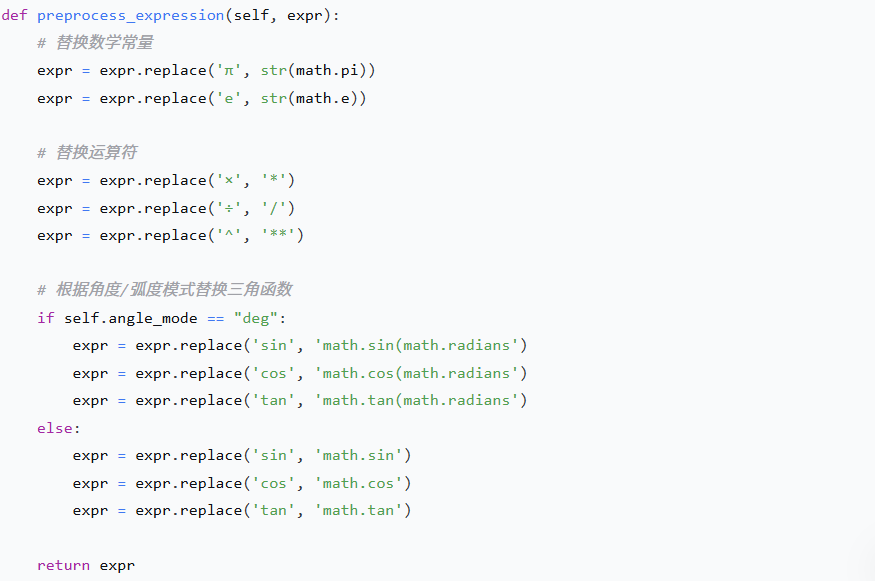 def preprocess_expression(self, expr):
    # 替换数学常量
    expr = expr.replace('π', str(math.pi))
    expr = expr.replace('e', str(math.e))

    # 替换运算符
    expr = expr.replace('×', '*')
    expr = expr.replace('÷', '/')
    expr = expr.replace('^', '**')

    # 根据角度/弧度模式替换三角函数
    if self.angle_mode == "deg":
        expr = expr.replace('sin', 'math.sin(math.radians')
        expr = expr.replace('cos', 'math.cos(math.radians')
        expr = expr.replace('tan', 'math.tan(math.radians')
    else:
        expr = expr.replace('sin', 'math.sin')
        expr = expr.replace('cos', 'math.cos')
        expr = expr.replace('tan', 'math.tan')

    return expr